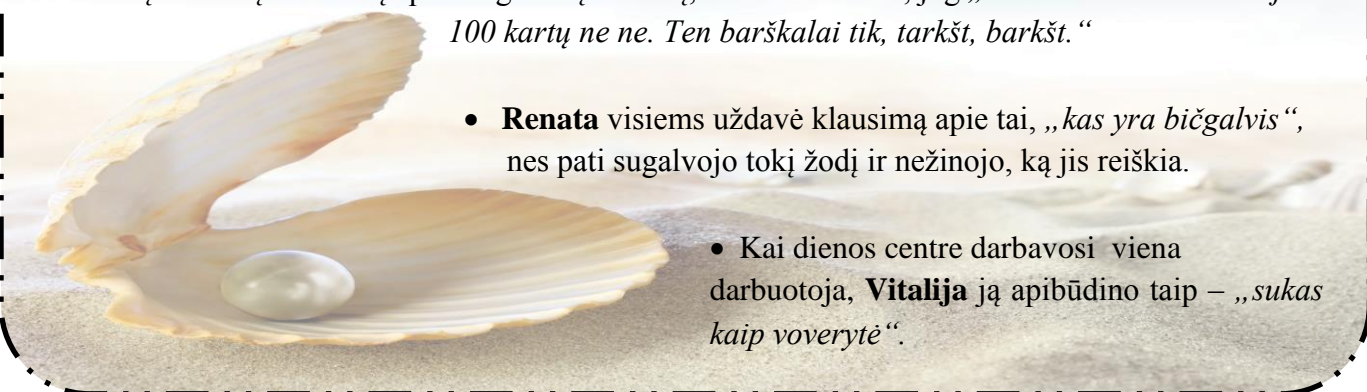 100 kartų ne ne. Ten barškalai tik, tarkšt, barkšt.“
• Renata visiems uždavė klausimą apie tai, „kas yra bičgalvis“,
nes pati sugalvojo tokį žodį ir nežinojo, ką jis reiškia.
• Kai dienos centre darbavosi viena
darbuotoja, Vitalija ją apibūdino taip – „sukas
kaip voverytė“.